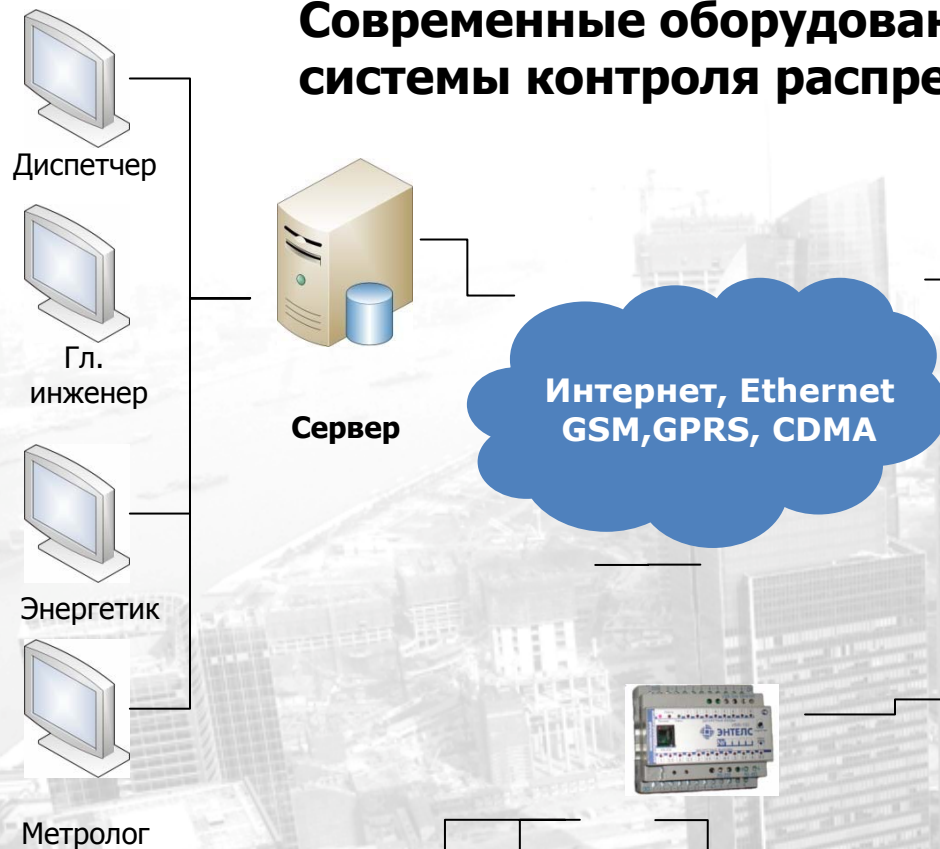 Современные оборудован
системы контроля распре
Диспетчер
Гл.
инженер
Сервер
Интернет, Ethernet
GSM,GPRS, CDMA
Энергетик
ЭНТЕЛС
Метролог